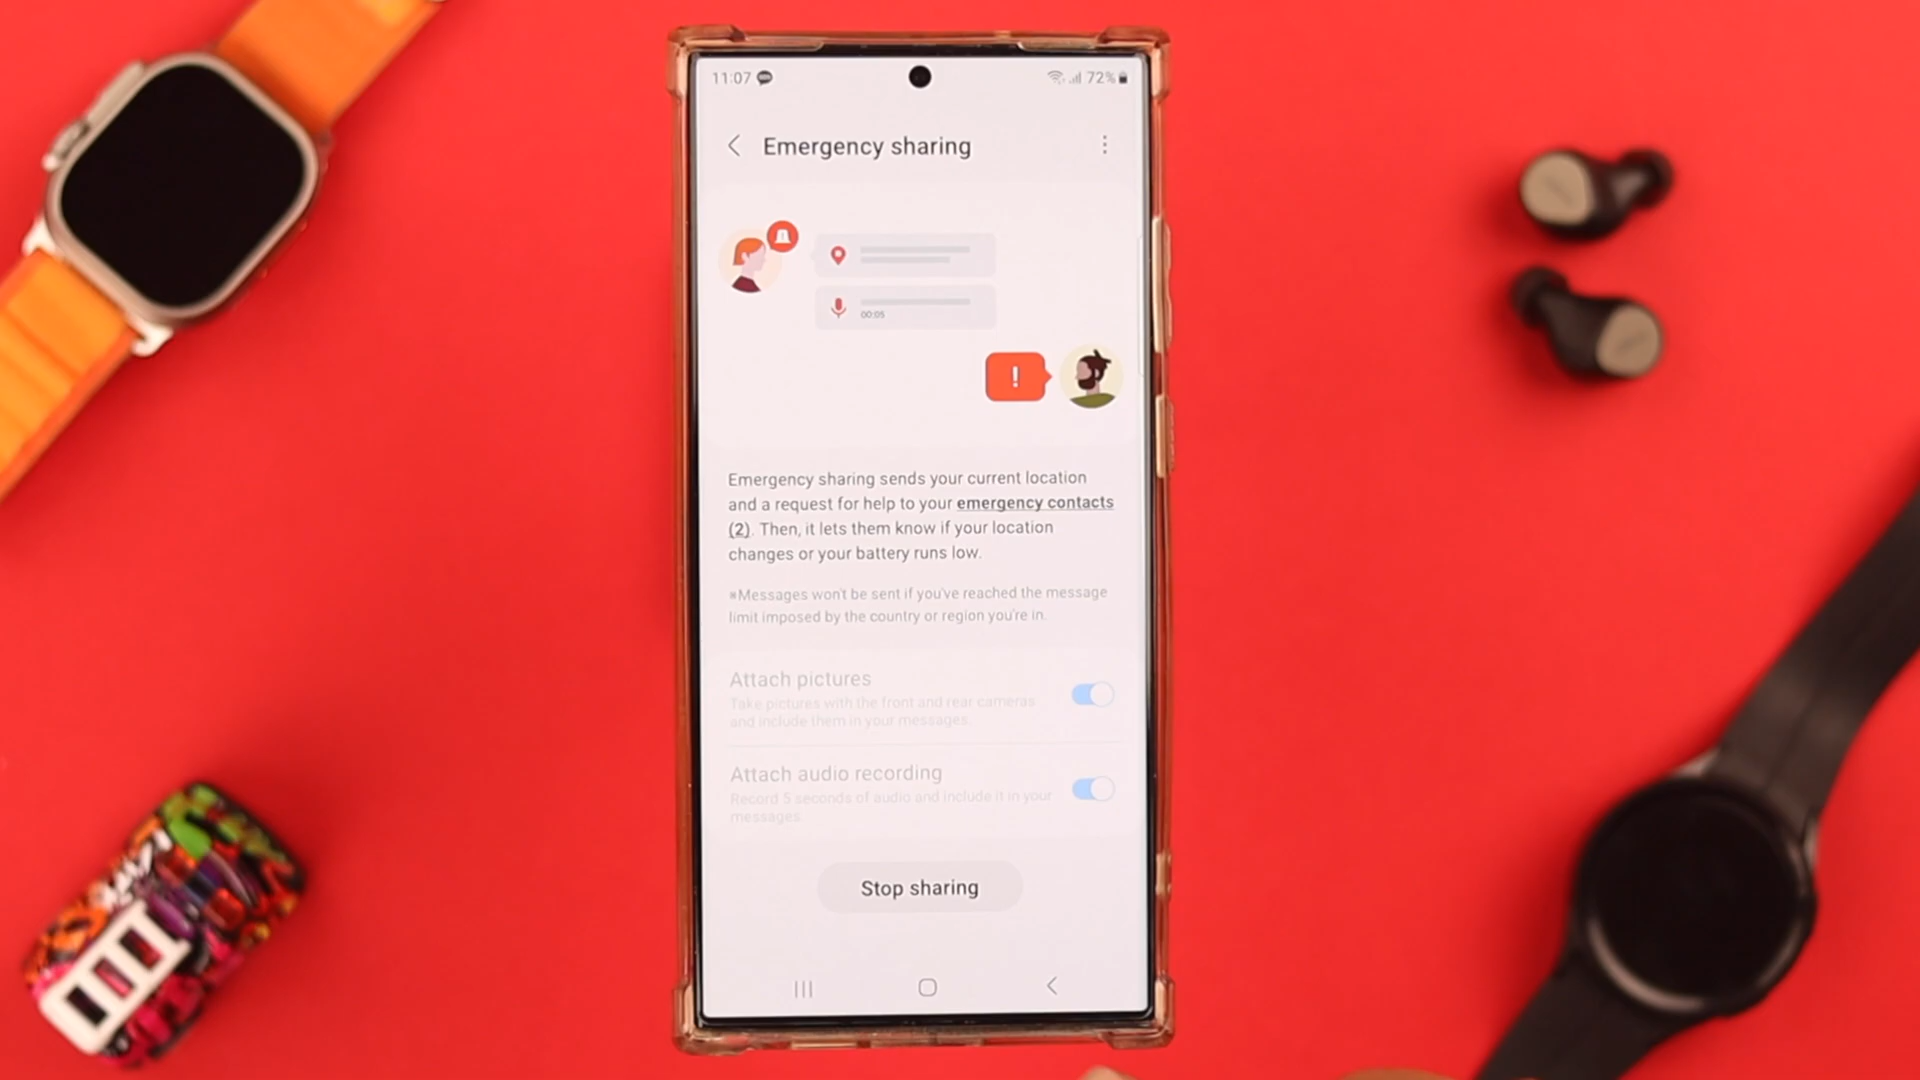 11:07
72%
Emergency sharing
00:05
!
Emergency sharing sends your current location
and a request for help to your emergency contacts
(2). Then, it lets them know if your location
changes or your battery runs low.
*Messages won't be sent if you've reached the message
limit imposed by the country or region you're in.
Attach pictures
Take pictures with the front and rear cameras
and include them in your messages.
Attach audio recording
Record 5 seconds of audio and include it in your
messages.
Stop sharing